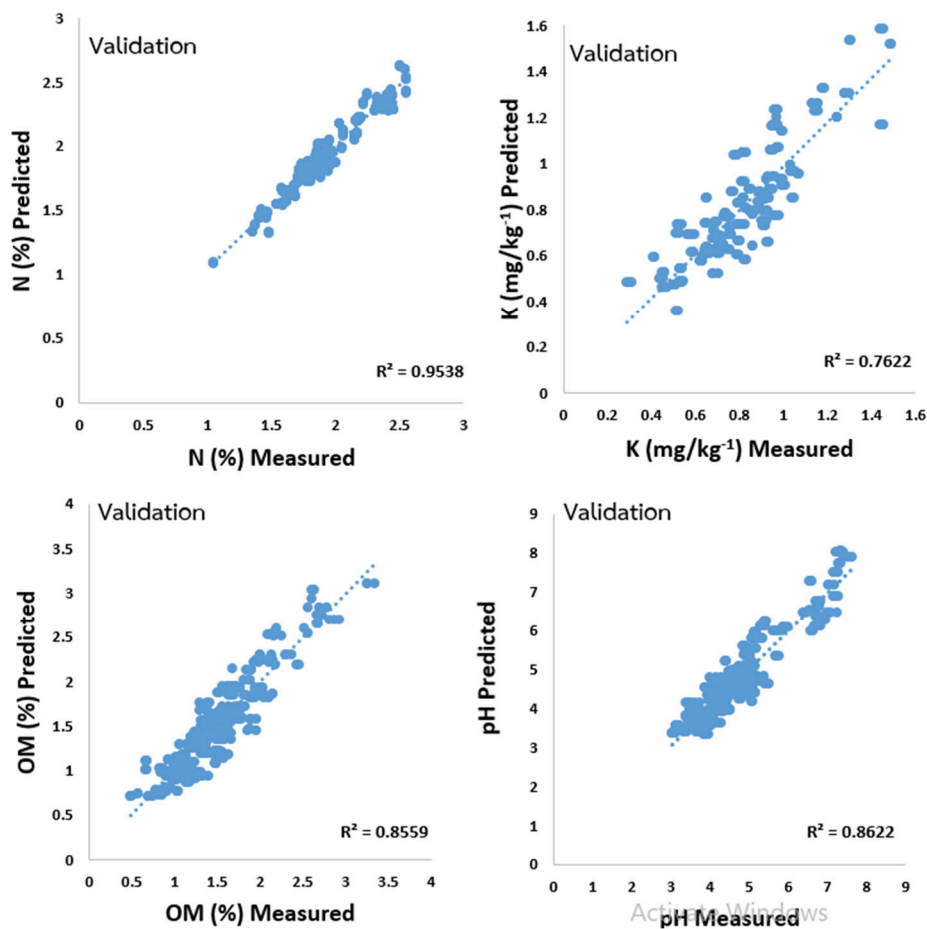 Validation
N (%) Predicted
3
2.5
2
1.5
1
0.5
0
0 0.5 1 1.5 2 2.5 3
R² = 0.9538
N (%) Measured
Validation
K (mg/kg⁻¹) Predicted
1.6
1.4
1.2
1
0.8
0.6
0.4
0.2
0
0 0.2 0.4 0.6 0.8 1 1.2 1.4 1.6
R² = 0.7622
K (mg/kg⁻¹) Measured
Validation
OM (%) Predicted
4
3.5
3
2.5
2
1.5
1
0.5
0
0 0.5 1 1.5 2 2.5 3 3.5 4
R² = 0.8559
OM (%) Measured
Validation
pH Predicted
9
8
7
6
5
4
3
2
1
0
0 1 2 3 4 5 6 7 8 9
R² = 0.8622
pH Measured
Activate Windows